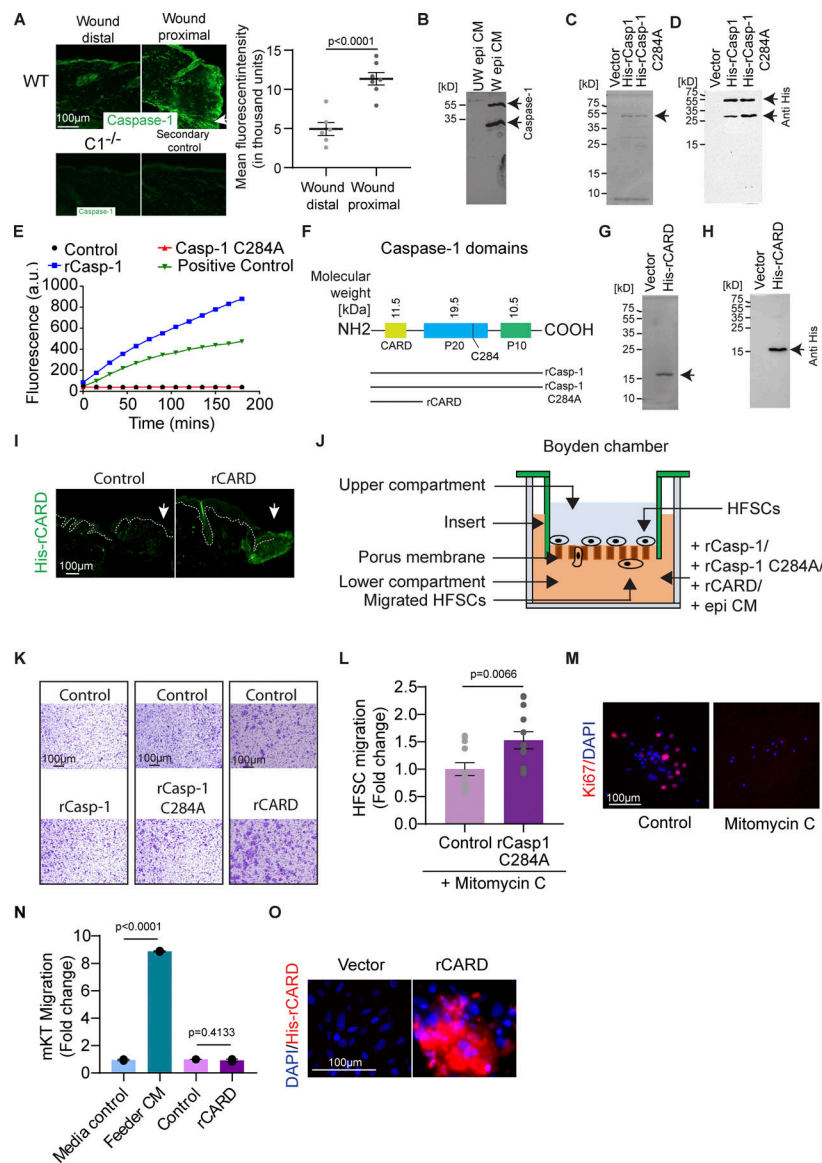 A
Wound
distal
Wound
proximal
WT
100μm
Caspase-1
C1-/-
Secondary
control
Caspase-1
p<0.0001
Mean fluorescentintensity
(in thousand units)
20
15
10
5
0
Wound
distal
Wound
proximal
B
UW epi CM
W epi CM
[kD]
55
35
Caspase-1
C
Vector
His-rCasp1
His-rCasp-1
C284A
[kD]
75
55
35
25
15
10
D
Vector
His-rCasp1
His-rCasp-1
C284A
[kD]
75
55
35
25
15
Anti His
E
Control
rCasp-1
Casp-1 C284A
Positive Control
Fluorescence (a.u.)
1000
800
600
400
200
0
0
50
100
150
200
Time (mins)
F
Caspase-1 domains
Molecular
weight
[kDa]
11.5
19.5
10.5
NH2
COOH
CARD
P20
P10
C284
rCasp-1
rCasp-1
C284A
rCARD
G
Vector
His-rCARD
[kD]
75
55
35
25
15
10
H
Vector
His-rCARD
[kD]
75
55
35
25
15
Anti His
I
Control
rCARD
His-rCARD
100μm
J
Boyden chamber
Upper compartment
Insert
Porus membrane
Lower compartment
Migrated HFSCs
HFSCs
+ rCasp-1/
+ rCasp-1 C284A/
+ rCARD/
+ epi CM
K
Control
Control
Control
100μm
100μm
100μm
rCasp-1
rCasp-1
C284A
rCARD
L
p=0.0066
HFSC migration
(Fold change)
2.5
2.0
1.5
1.0
0.5
0.0
Control
rCasp1
C284A
+ Mitomycin C
M
Ki67/DAPI
100μm
Control
Mitomycin C
N
p<0.0001
p=0.4133
mKT Migration
(Fold change)
10
8
6
4
2
0
Media control
Feeder CM
Control
rCARD
O
Vector
rCARD
DAPI/His-rCARD
100μm